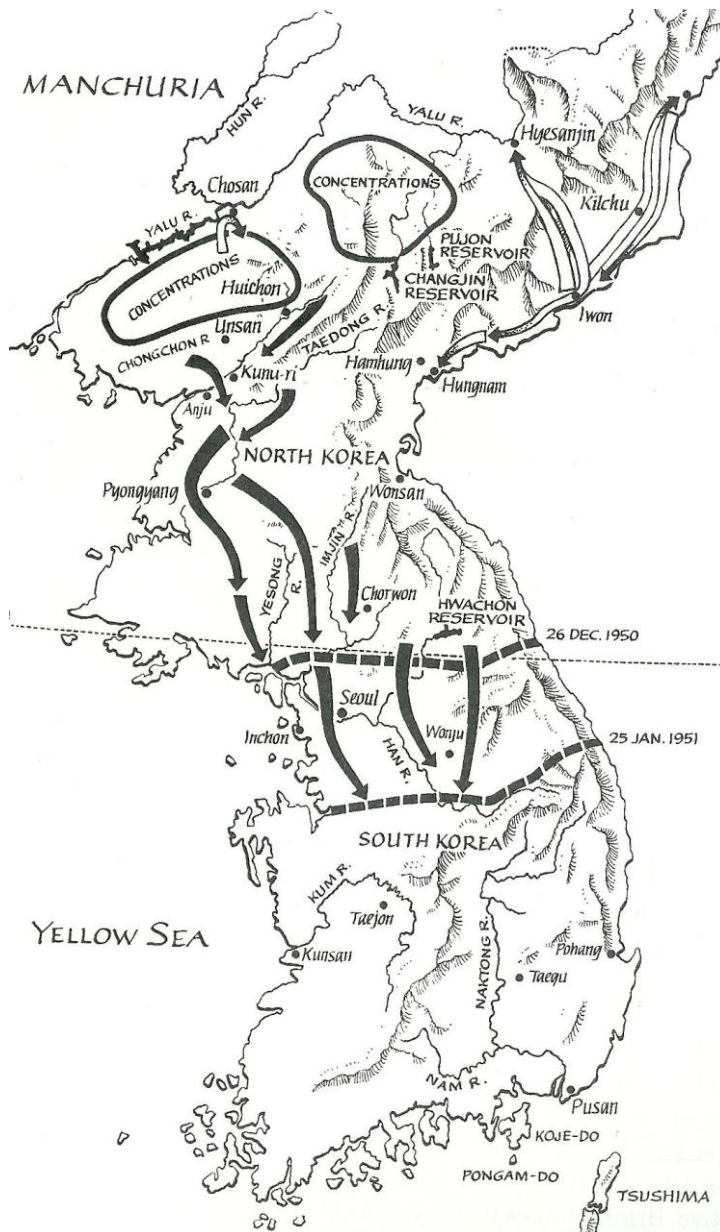 MANCHURIA
HUN R.
YALU R.
Hyesanjin
Chosan
CONCENTRATIONS
Kilchu
YALU R.
PUJON
RESERVOIR
CONCENTRATIONS
Huichon
CHANGJIN
RESERVOIR
Iwon
Unsan
TAEDONG R.
CHONGCHON R
Hamhung
Kunu-ri
Hungnam
Anju
NORTH KOREA
Pyongyang
Wonsan
IMJIN R.
YESONG
R.
Chorwon
HWACHON
RESERVOIR
26 DEC. 1950
Seoul
Inchon
Wonju
25 JAN. 1951
HAN R.
SOUTH KOREA
KUM R.
Taejon
YELLOW SEA
Kunsan
NAKTONG R.
Pohang
Taegu
NAM R.
Pusan
KOJE-DO
PONGAM-DO
TSUSHIMA